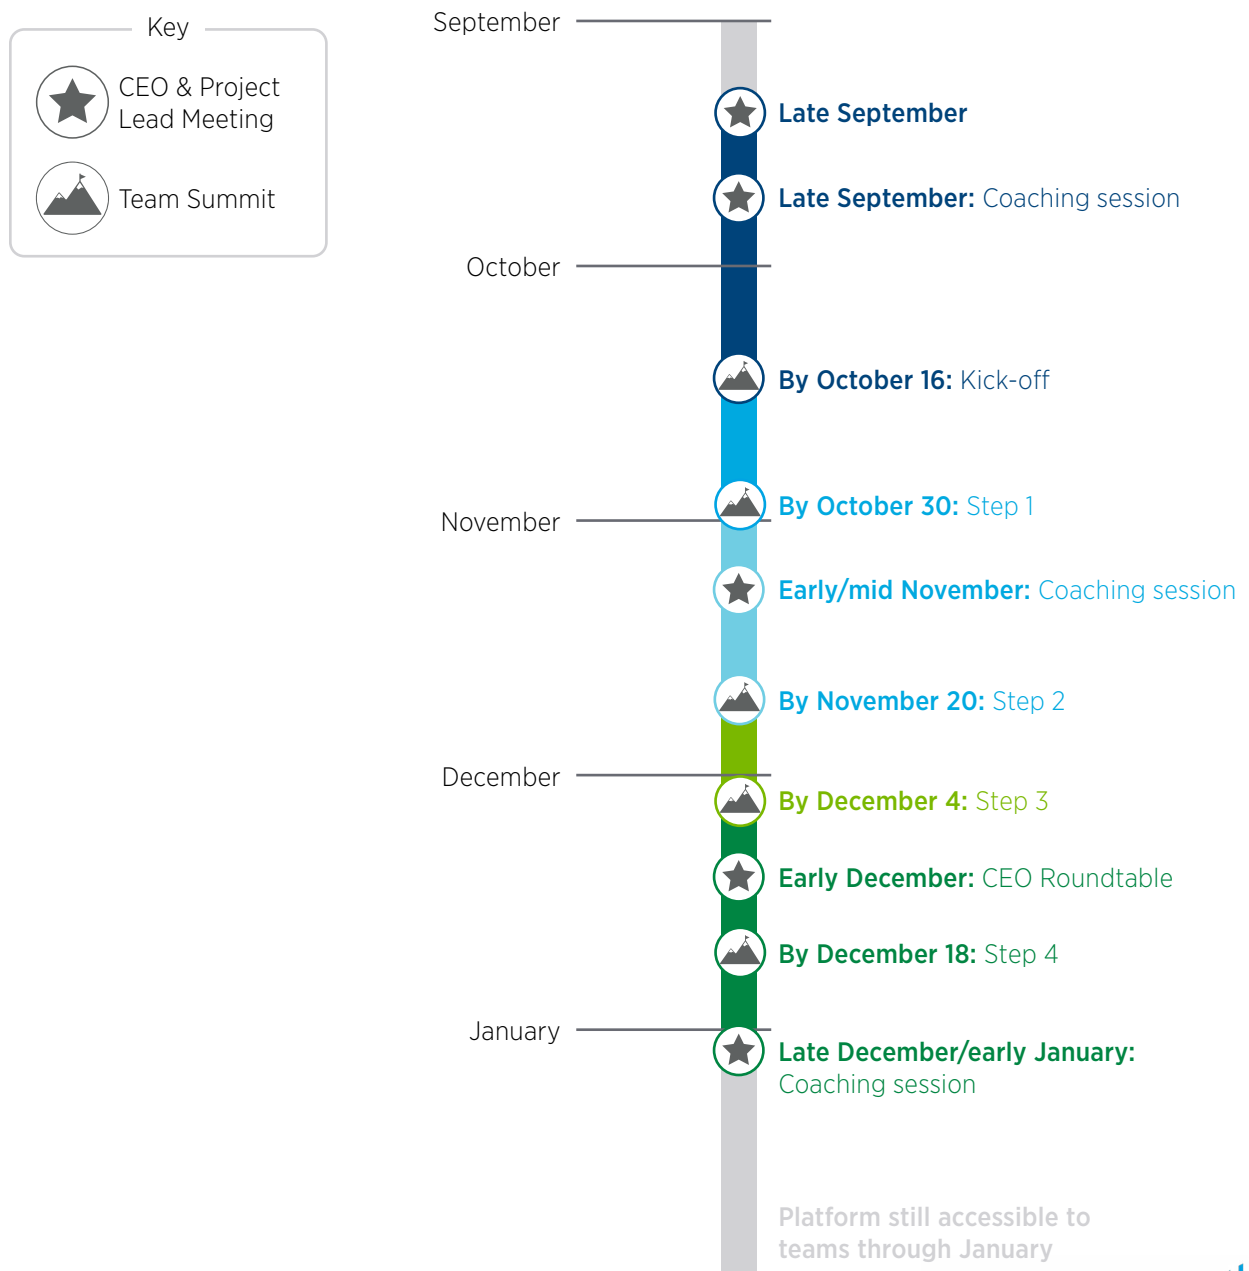 Key
CEO & Project
Lead Meeting
Team Summit
September
Late September
Late September: Coaching session
October
By October 16: Kick-off
By October 30: Step 1
November
Early/mid November: Coaching session
By November 20: Step 2
December
By December 4: Step 3
Early December: CEO Roundtable
By December 18: Step 4
January
Late December/early January:
Coaching session
Platform still accessible to
teams through January